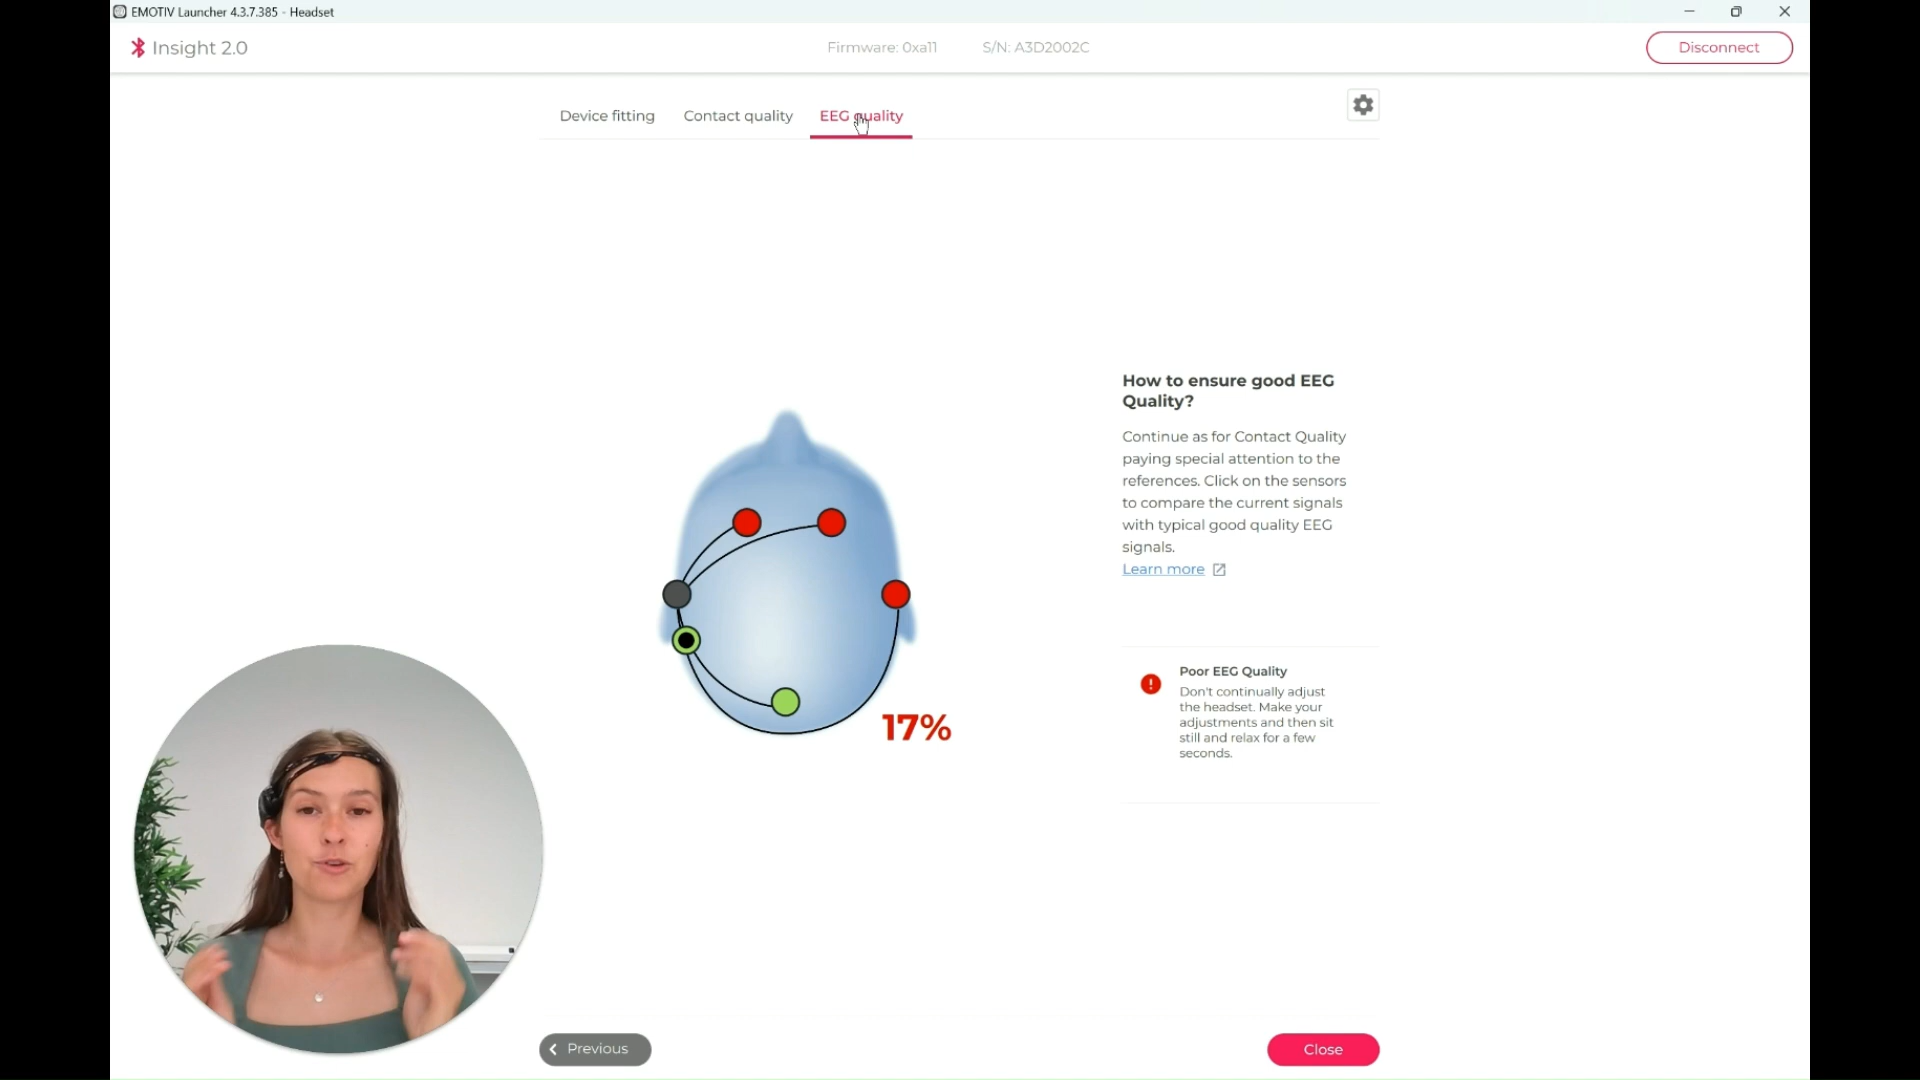 EMOTIV Launcher 4.3.7.385 - Headset
Insight 2.0
Firmware: 0xa11
S/N: A3D2002C
Disconnect
Device fitting
Contact quality
EEG quality
How to ensure good EEG
Quality?
Continue as for Contact Quality
paying special attention to the
references. Click on the sensors
to compare the current signals
with typical good quality EEG
signals.
Learn more
Poor EEG Quality
Don't continually adjust
the headset. Make your
adjustments and then sit
still and relax for a few
seconds.
17%
Previous
Close